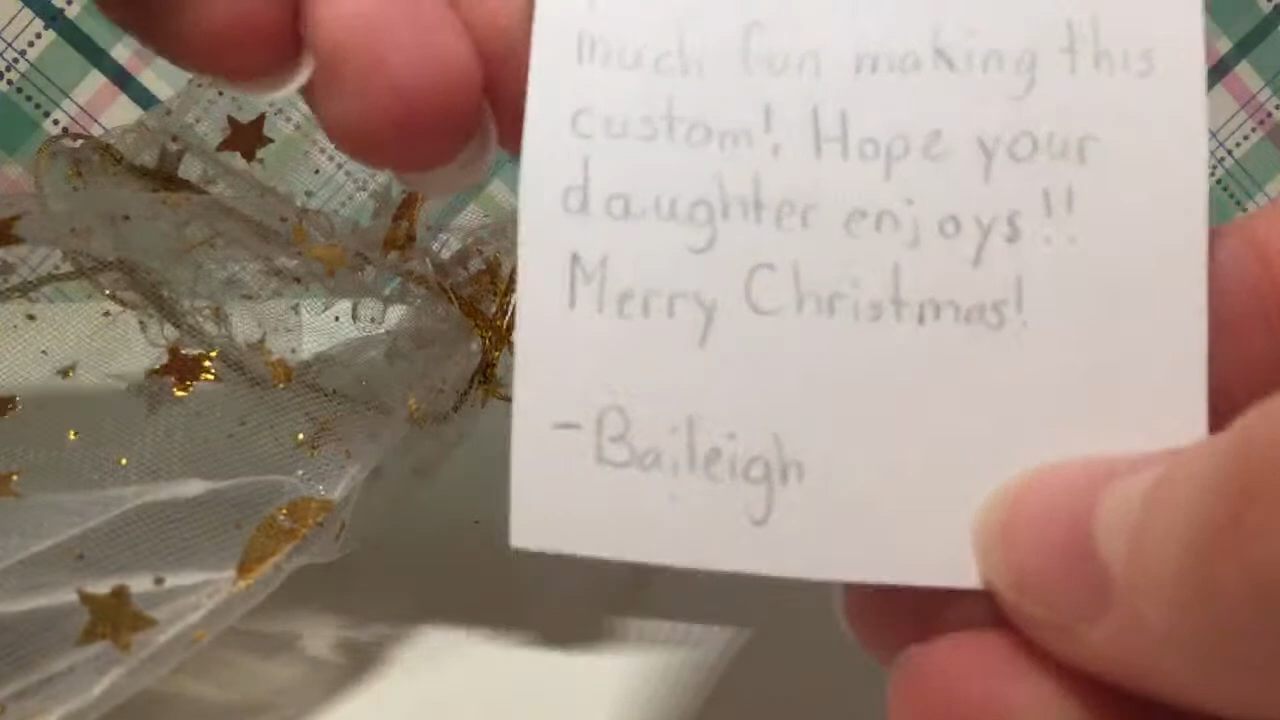 much fun making this
custom! Hope your
daughter enjoys!!
Merry Christmas!
-Baileigh